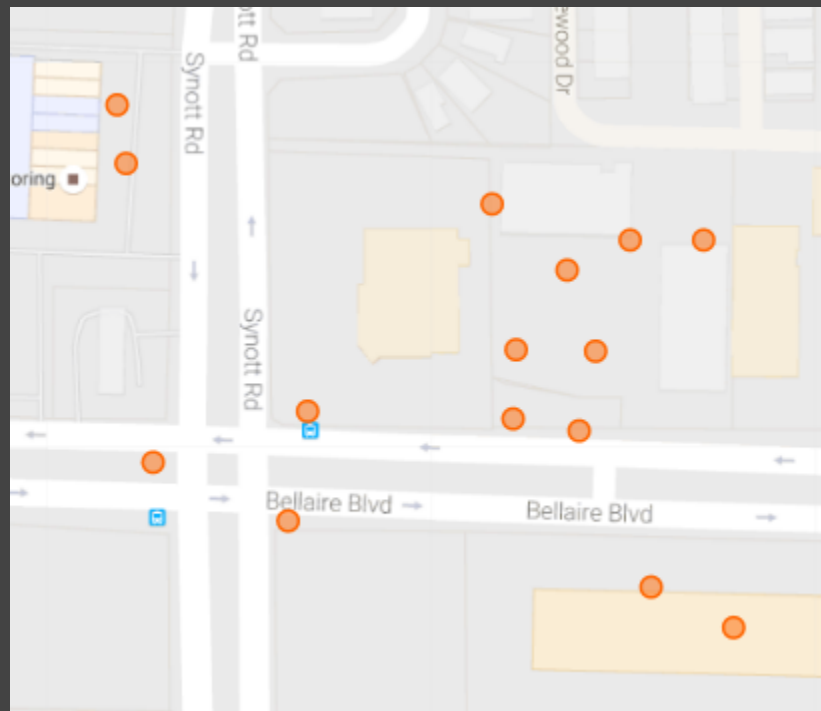 ott Rd
ewood Dr
Synott Rd
oring
Synott Rd
Bellaire Blvd
Bellaire Blvd